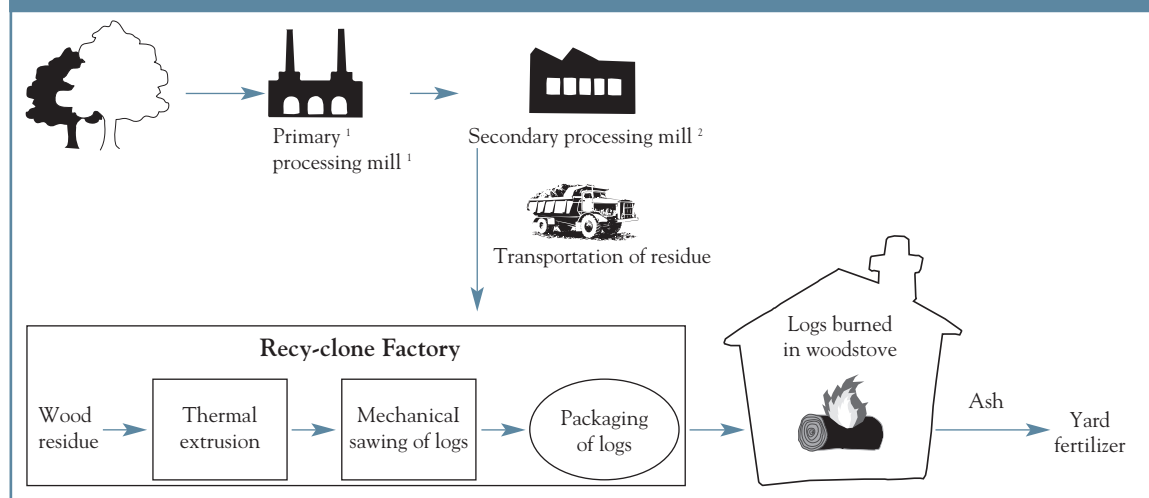 Primary ¹
processing mill ¹
Secondary processing mill ²
Transportation of residue
Recy-clone Factory
Wood
residue
Thermal
extrusion
Mechanical
sawing of logs
Packaging
of logs
Logs burned
in woodstove
Ash
Yard
fertilizer